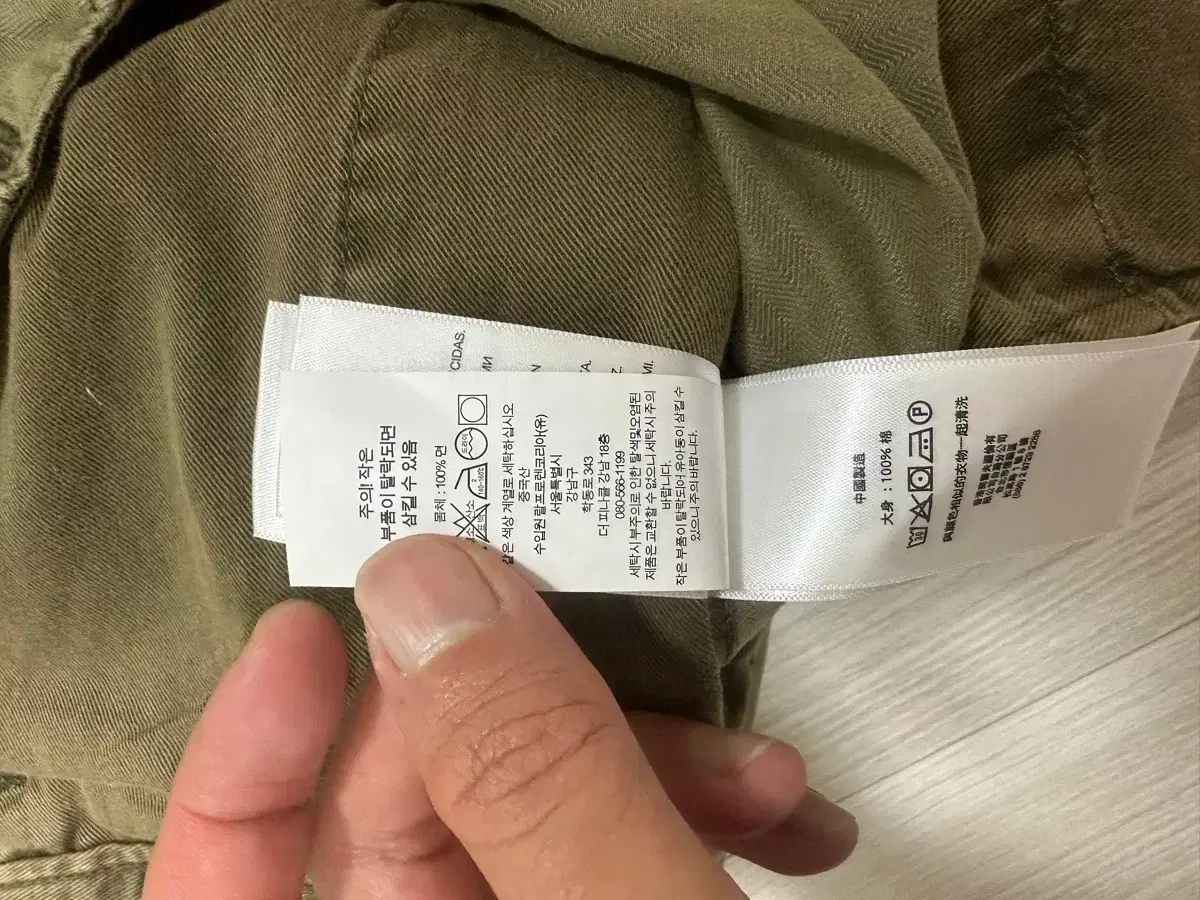 CIDAS.
주의! 작은
부품이 탈락되면
삼킬 수 있음
몸체 : 100% 면
같은 색상 계열로 세탁하십시오
중국산
수입원 랄프로렌코리아(유)
서울특별시
강남구
학동로 343
더 피나클 강남 18층
080-566-1199
세탁시 부주의로 인한 탈색및오염된
제품은 교환할 수 없으니 세탁시 주의
바랍니다.
작은 부품이 탈락되어 유아동이 삼킬 수
있으니 주의 바랍니다.
中國製造
大身 : 100% 棉
30
P
與顏色相似的衣物一起清洗